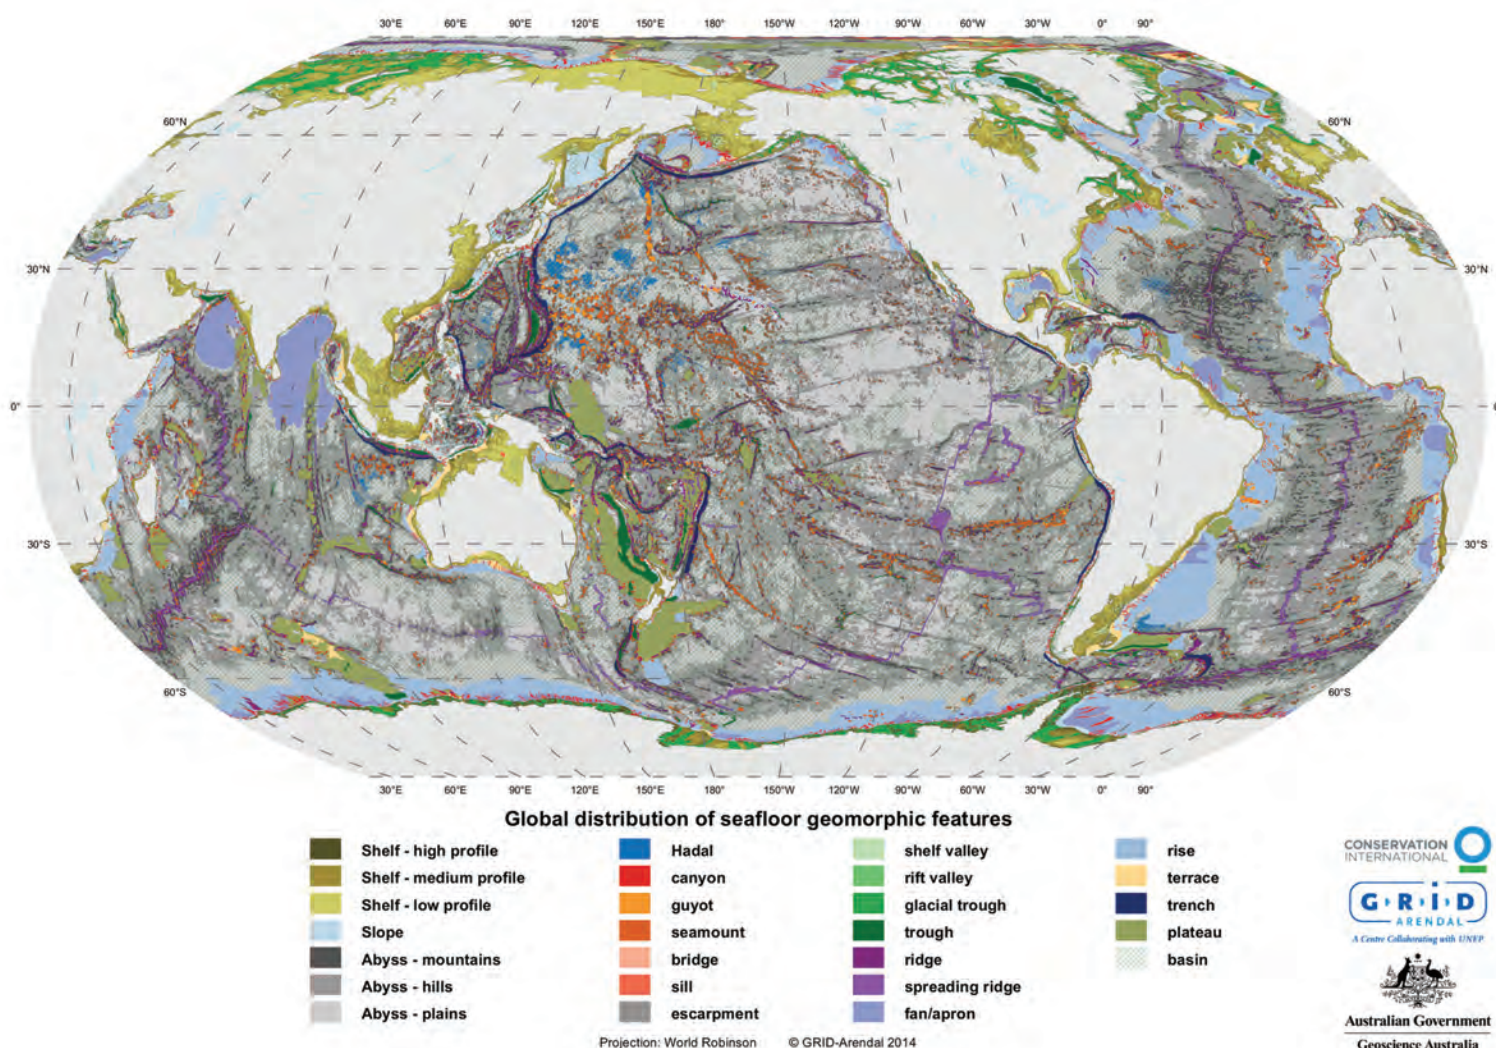 30°E 60°E 90°E 120°E 150°E 180° 150°W 120°W 90°W 60°W 30°W 0° 90°
60°N 60°N
30°N 30°N
0°
30°S 30°S
60°S 60°S
30°E 60°E 90°E 120°E 150°E 180° 150°W 120°W 90°W 60°W 30°W 0° 90°
Global distribution of seafloor geomorphic features
Shelf - high profile
Shelf - medium profile
Shelf - low profile
Slope
Abyss - mountains
Abyss - hills
Abyss - plains
Hadal
canyon
guyot
seamount
bridge
sill
escarpment
shelf valley
rift valley
glacial trough
trough
ridge
spreading ridge
fan/apron
rise
terrace
trench
plateau
basin
CONSERVATION
INTERNATIONAL
GRID
ARENDAL
A Centre Collaborating with UNEP
Australian Government
Geoscience Australia
Projection: World Robinson © GRID-Arendal 2014